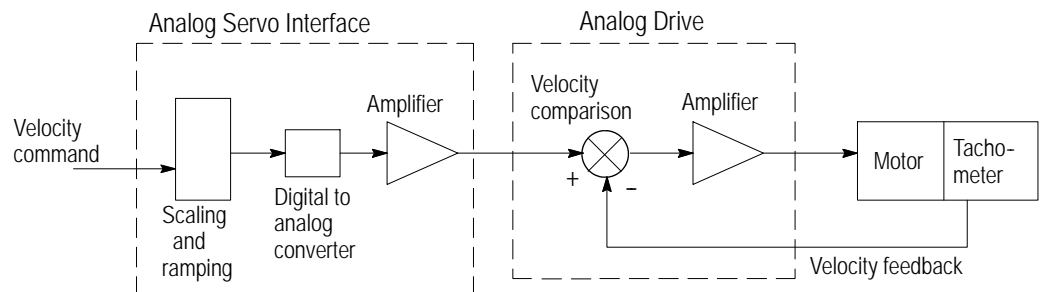 Analog Servo Interface
Analog Drive
Velocity
command
Scaling
and
ramping
Digital to
analog
converter
Amplifier
Velocity
comparison
+
–
Amplifier
Motor
Tacho-
meter
Velocity feedback